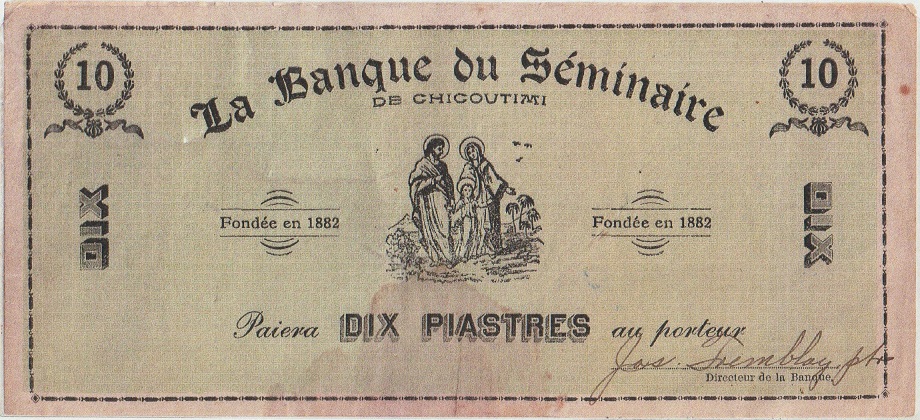 10
10
La Banque du Séminaire
DE CHICOUTIMI
DIX
DIX
Fondée en 1882
Fondée en 1882
Paiera DIX PIASTRES au porteur
Jos. Tremblay, ptre
Directeur de la Banque.